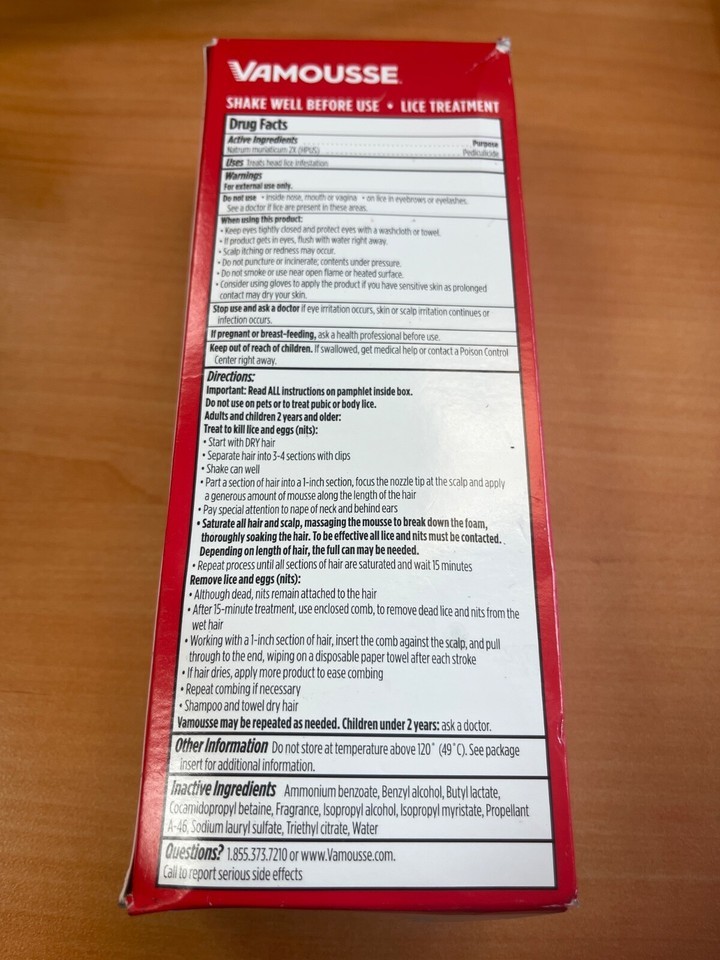 VAMOUSSE
SHAKE WELL BEFORE USE • LICE TREATMENT
Drug Facts
Active Ingredients Purpose
Natrum muriaticum 2X (HPUS) Pediculicide
Uses Treats head lice infestation
Warnings
For external use only.
Do not use • inside nose, mouth or vagina • on lice in eyebrows or eyelashes.
See a doctor if lice are present in these areas.
When using this product:
• Keep eyes tightly closed and protect eyes with a washcloth or towel.
• If product gets in eyes, flush with water right away.
• Scalp itching or redness may occur.
• Do not puncture or incinerate; contents under pressure.
• Do not smoke or use near open flame or heated surface.
• Consider using gloves to apply the product if you have sensitive skin as prolonged
contact may dry your skin.
Stop use and ask a doctor if eye irritation occurs, skin or scalp irritation continues or
infection occurs.
If pregnant or breast-feeding, ask a health professional before use.
Keep out of reach of children. If swallowed, get medical help or contact a Poison Control
Center right away.
Directions:
Important: Read ALL instructions on pamphlet inside box.
Do not use on pets or to treat pubic or body lice.
Adults and children 2 years and older:
Treat to kill lice and eggs (nits):
• Start with DRY hair
• Separate hair into 3-4 sections with clips
• Shake can well
• Part a section of hair into a 1-inch section, focus the nozzle tip at the scalp and apply
a generous amount of mousse along the length of the hair
• Pay special attention to nape of neck and behind ears
• Saturate all hair and scalp, massaging the mousse to break down the foam,
thoroughly soaking the hair. To be effective all lice and nits must be contacted.
Depending on length of hair, the full can may be needed.
• Repeat process until all sections of hair are saturated and wait 15 minutes
Remove lice and eggs (nits):
• Although dead, nits remain attached to the hair
• After 15-minute treatment, use enclosed comb, to remove dead lice and nits from the
wet hair
• Working with a 1-inch section of hair, insert the comb against the scalp, and pull
through to the end, wiping on a disposable paper towel after each stroke
• If hair dries, apply more product to ease combing
• Repeat combing if necessary
• Shampoo and towel dry hair
Vamousse may be repeated as needed. Children under 2 years: ask a doctor.
Other Information Do not store at temperature above 120° (49°C). See package
insert for additional information.
Inactive Ingredients Ammonium benzoate, Benzyl alcohol, Butyl lactate,
Cocamidopropyl betaine, Fragrance, Isopropyl alcohol, Isopropyl myristate, Propellant
A-46, Sodium lauryl sulfate, Triethyl citrate, Water
Questions? 1.855.373.7210 or www.Vamousse.com.
Call to report serious side effects